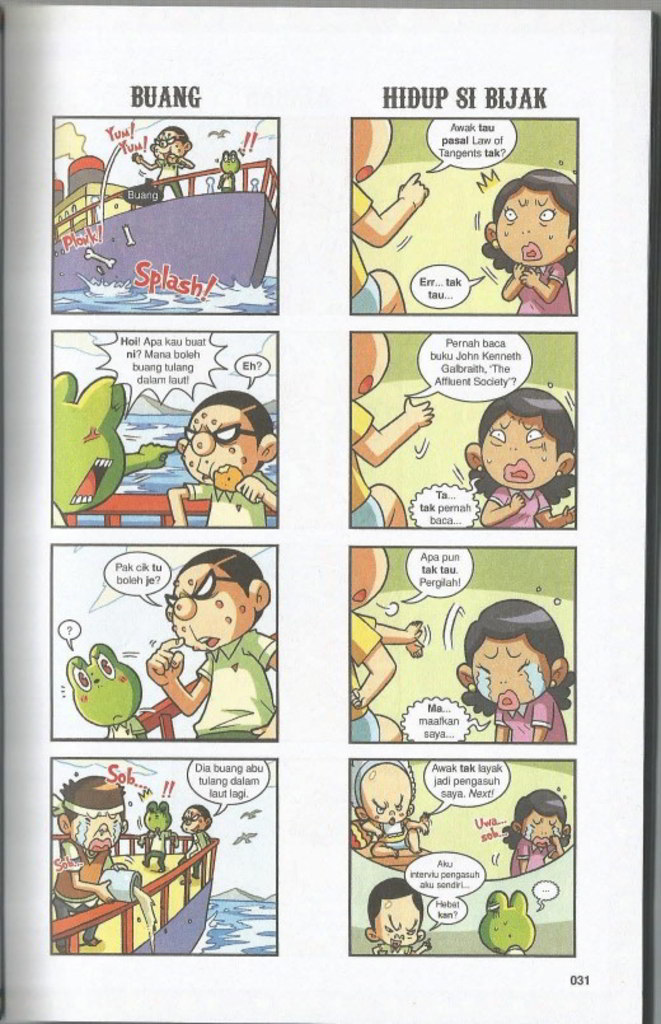 BUANG
YUM!
YUM!
!!
Buang
Plouk!
Splash!
Hoi! Apa kau buat
ni? Mana boleh
buang tulang
dalam laut!
Eh?
Pak cik tu
boleh je?
?
Sob...
!!
Dia buang abu
tulang dalam
laut lagi.
Sob...
HIDUP SI BIJAK
Awak tau
pasal Law of
Tangents tak?
Err... tak
tau...
Pernah baca
buku John Kenneth
Galbraith, 'The
Affluent Society'?
Ta...
tak pernah
baca...
Apa pun
tak tau.
Pergilah!
Ma...
maafkan
saya...
Awak tak layak
jadi pengasuh
saya. Next!
Uwa...
sob...
Aku
interviu pengasuh
aku sendiri...
Hebat
kan?
...
031